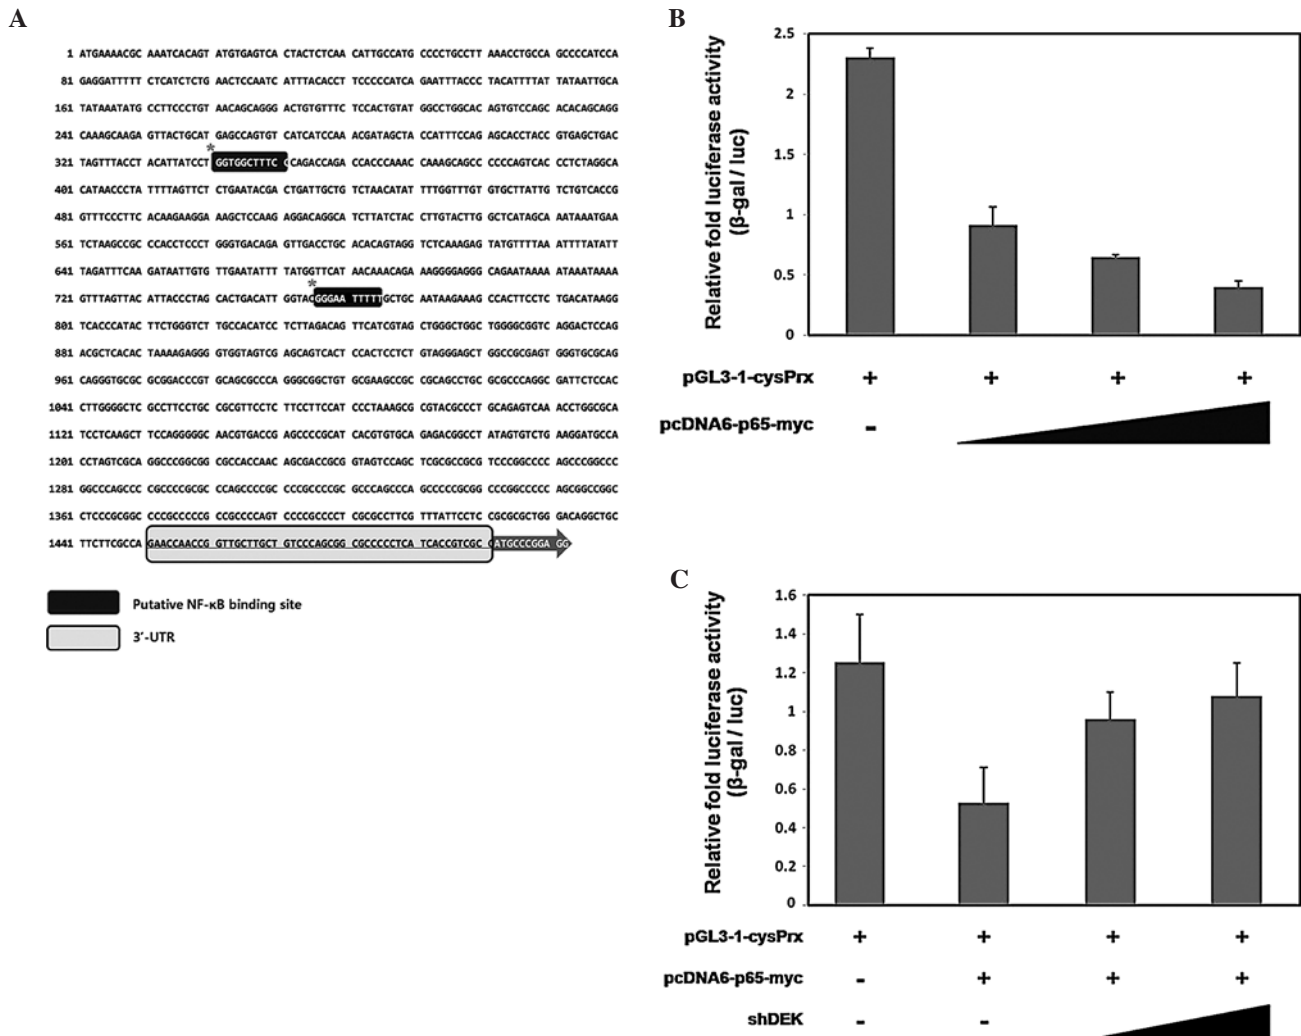 A
1 ATGAAAACGC AAATCACAGT ATGTGAGTCA CTACTCTCAAC CATTGCCATG CCCCTGCCTT AAACCTGCCA GCCCCATCCA
81 GAGGATTTTT CTCATCTCTG AACTCCAATC ATTTACACCT TCCCCCATCA GAATTTACCC TACATTTTAT TATAATTGCA
161 TATAAATATG CCTTCCCTGT AACAGCAGGG ACTGTGTTTC TCCACTGTAT GGCCTGGCAC AGTGTCCAGC ACACAGCAGG
241 CAAAGCAAGA GTTACTGCAT GAGCCAGTGT CATCATCCAA ACGATAGCTA CCATTTCCAG AGCACCTACC GTGAGCTGAC
*
321 TAGTTTACCT ACATTATCCT GGTGGCTTTC CCAGACCAGA CCACCCAAAC CAAAGCAGCC CCCCAGTCAC CCTCTAGGCA
401 CATAACCCTA TTTTAGTTCT CTGAATACGA CTGATTGCTG TCTAACATAT TTTGGTTTGT GTGCTTATTG TCTGTCACCG
481 GTTTCCCTTC ACAAGAAGGA AAGCTCCAAG AGGACAGGCA TCTTATCTAC CTTGTACTTG GCTCATAGCA AATAAATGAA
561 TCTAAGCCGC CCACCTCCCT GGGTGACAGA GTTGACCTGC ACACAGTAGG TCTCAAAGAG TATGTTTTAA ATTTTATATT
641 TAGATTTCAA GATAATTGTG TTGAATATTT TATGGTTCAT AACAAACAGA AAGGGGAGGG CAGAATAAAA ATAAATAAAA
*
721 GTTTAGTTAC ATTACCCTAG CACTGACATT GGTACGGGAA TTTTTGCTGC AATAAGAAAG CCACTTCCTC TGACATAAGG
801 TCACCCATAC TTCTGGGTCT TGCCACATCC TCTTAGACAG TTCATCGTAG CTGGGCTGGC TGGGGCGGTC AGGACTCCAG
881 ACGCTCACAC TAAAAGAGGG GTGGTAGTCG AGCAGTCACT CCACTCCTCT GTAGGGAGCT GGCCGCGAGT GGGTGCGCAG
961 CAGGGTGCGC GCGGACCCGT GCAGCGCCCA GGGCGGCTGT GCGAAGCCGC CGCAGCCTGC GCGCCCAGGC GATTCTCCAC
1041 CTTGGGGCTC GCCTTCCTGC CGCGTTCCTC TTCCTTCCAT CCCTAAAGCG CGTACGCCCT GCAGAGTCAA ACCTGGCGCA
1121 TCCTCAAGCT TCCAGGGGGC AACGTGACCG AGCCCCGCAT CACGTGTGCA GAGACGGCCT ATAGTGTCTG AAGGATGCCA
1201 CCTAGTCGCA GGCCCGGCGG CGCCACCAAC AGCGACCGCG GTAGTCCAGC TCGCGCCGCG TCCCGGCCCC AGCCCGGCCC
1281 GGCCCAGCCC CGCCCCGCGC CCAGCCCCGC CCCGCCCCGC GCCCAGCCCA GCCCCCGCGG CCCGGCCCCC AGCGGCCGGC
1361 CTCCCGCGGC CCCGCCCCCG CCGCCCCAGT CCCCGCCCCT CGCGCCTTCG TTTATTCCTC CGCGCGCTGG GACAGGCTGC
1441 TTCTTCGCCA GAACCAACCG GTTGCTTGCT GTCCCAGCGG CGCCCCCTCA TCACCGTCGC CATGCCCGGA GG
Putative NF-κB binding site
3′-UTR
B
Relative fold luciferase activity
(β-gal / luc)
2.5
2
1.5
1
0.5
0
pGL3-1-cysPrx + + + +
pcDNA6-p65-myc -
C
Relative fold luciferase activity
(β-gal / luc)
1.6
1.4
1.2
1
0.8
0.6
0.4
0.2
0
pGL3-1-cysPrx + + + +
pcDNA6-p65-myc - + + +
shDEK - -